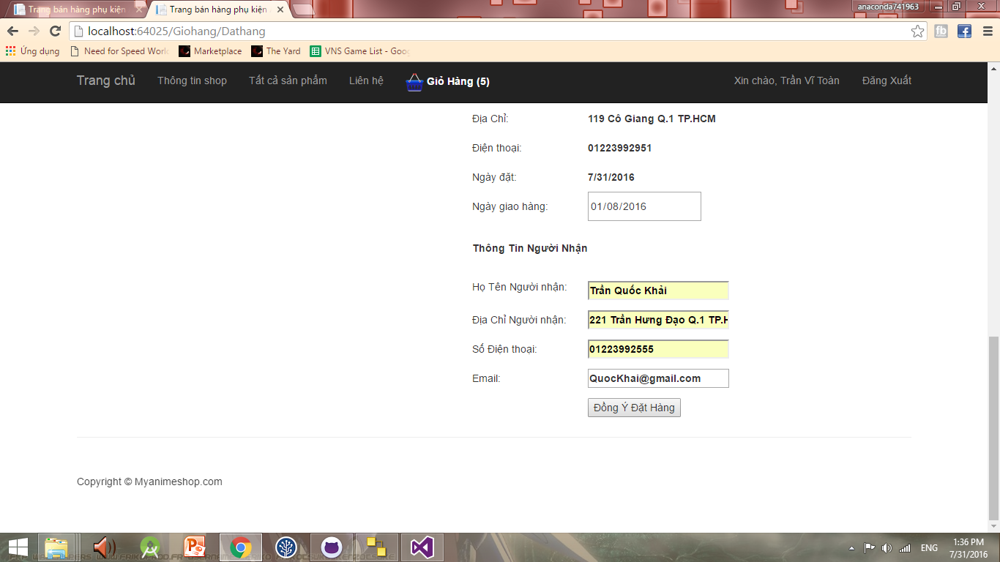 Trang bán hàng phụ kiện
Trang bán hàng phụ kiện
anaconda741963
localhost:64025/Giohang/Dathang
Ứng dụng
Need for Speed World
Marketplace
The Yard
VNS Game List - Goo
Trang chủ
Thông tin shop
Tất cả sản phẩm
Liên hệ
Giỏ Hàng (5)
Xin chào, Trần Vĩ Toàn
Đăng Xuất
Địa Chỉ: 119 Cô Giang Q.1 TP.HCM
Điện thoại: 01223992951
Ngày đặt: 7/31/2016
Ngày giao hàng: 01/08/2016
Thông Tin Người Nhận
Họ Tên Người nhận: Trần Quốc Khải
Địa Chỉ Người nhận: 221 Trần Hưng Đạo Q.1 TP.H
Số Điện thoại: 01223992555
Email: QuocKhai@gmail.com
Đồng Ý Đặt Hàng
Copyright © Myanimeshop.com
ENG
1:36 PM
7/31/2016